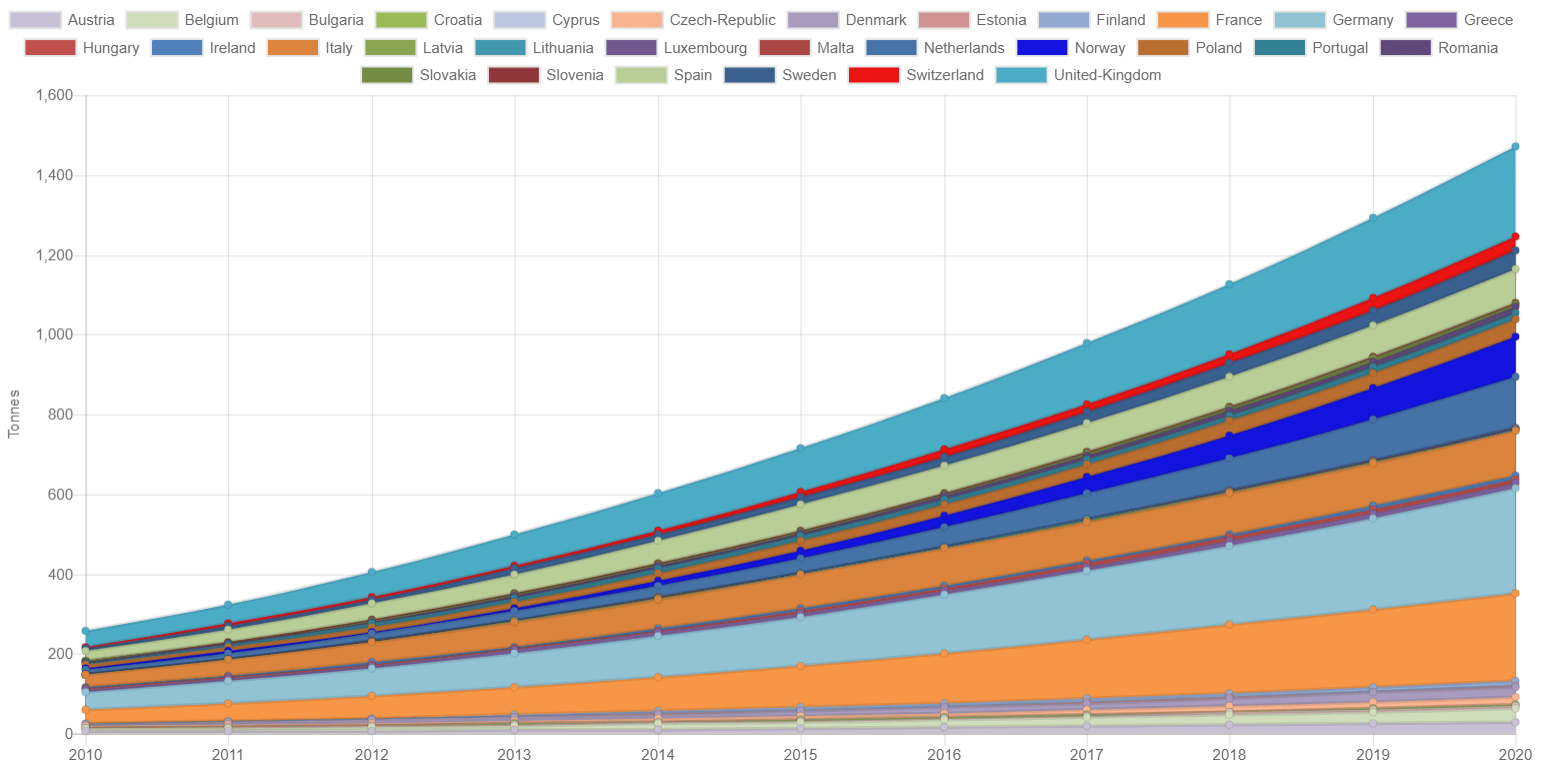 Austria Belgium Bulgaria Croatia Cyprus Czech-Republic Denmark Estonia Finland France Germany Greece
Hungary Ireland Italy Latvia Lithuania Luxembourg Malta Netherlands Norway Poland Portugal Romania
Slovakia Slovenia Spain Sweden Switzerland United-Kingdom
1,600
1,400
1,200
1,000
800
600
400
200
0
Tonnes
2010 2011 2012 2013 2014 2015 2016 2017 2018 2019 2020